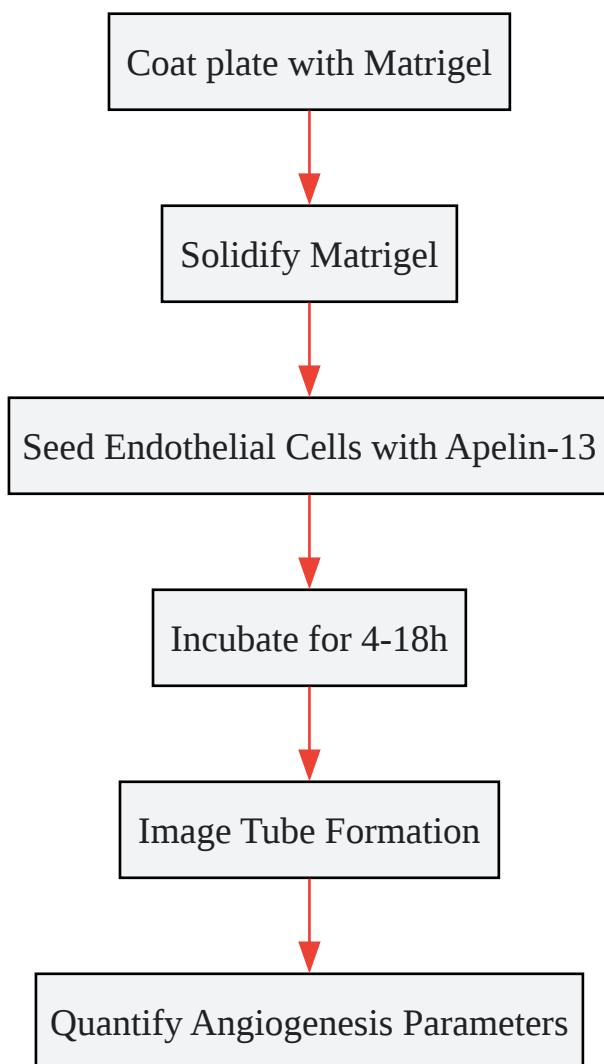 Coat plate with Matrigel
Solidify Matrigel
Seed Endothelial Cells with Apelin-13
Incubate for 4-18h
Image Tube Formation
Quantify Angiogenesis Parameters